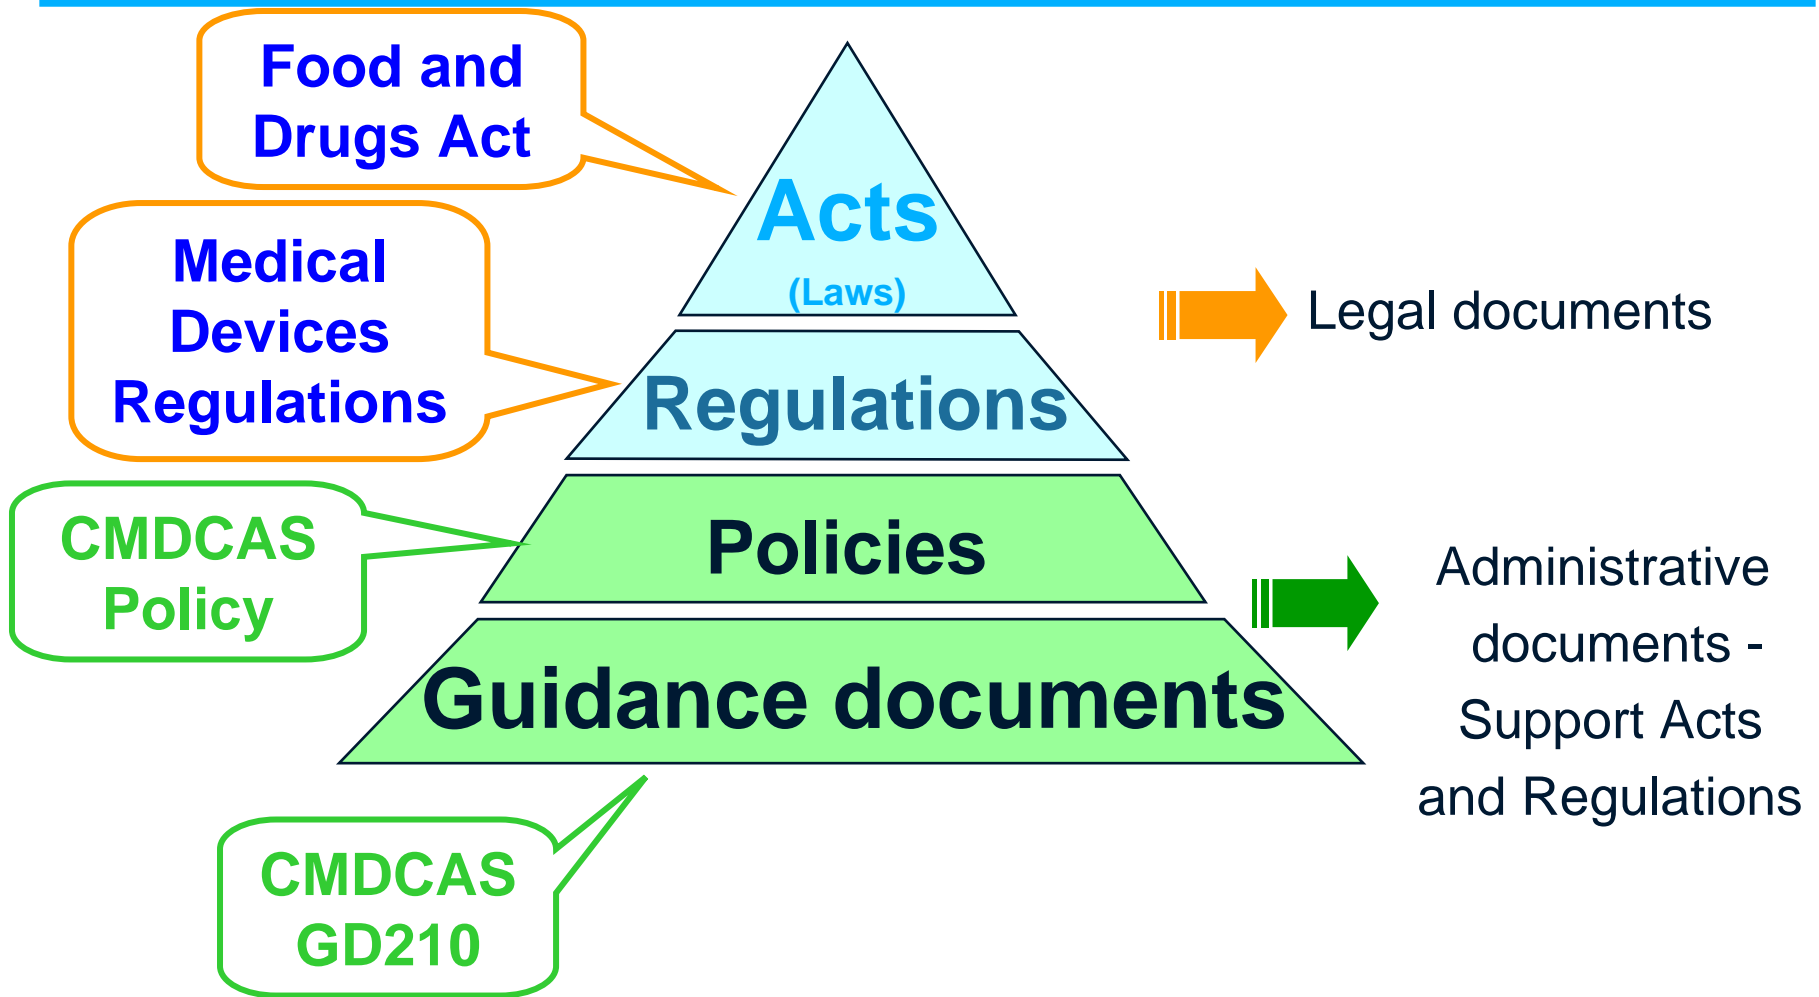 Food and
Drugs Act
Acts
(Laws)
Medical
Devices
Regulations
Legal documents
Regulations
CMDCAS
Policy
Policies
Administrative
documents -
Support Acts
and Regulations
Guidance documents
CMDCAS
GD210